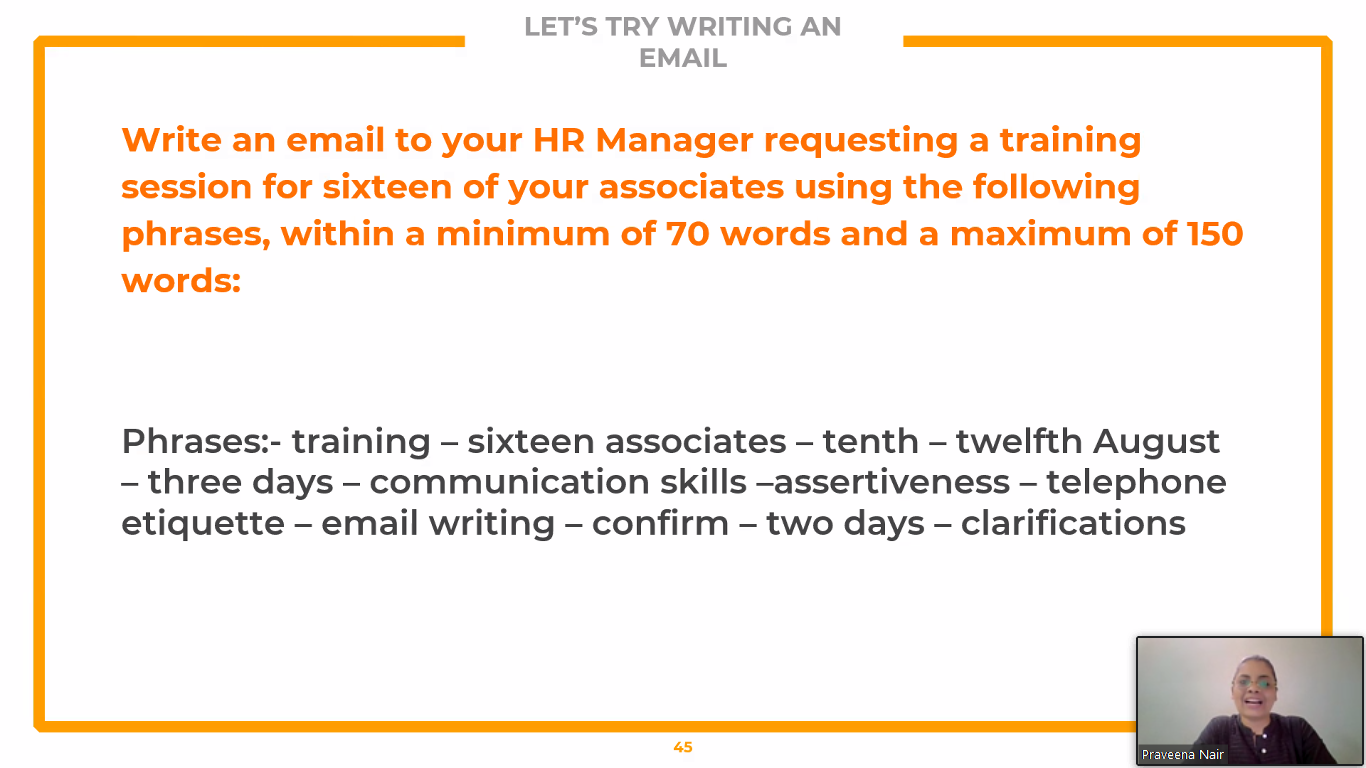 LET’S TRY WRITING AN
EMAIL
Write an email to your HR Manager requesting a training
session for sixteen of your associates using the following
phrases, within a minimum of 70 words and a maximum of 150
words:
Phrases:- training – sixteen associates – tenth – twelfth August
– three days – communication skills –assertiveness – telephone
etiquette – email writing – confirm – two days – clarifications
45
Praveena Nair